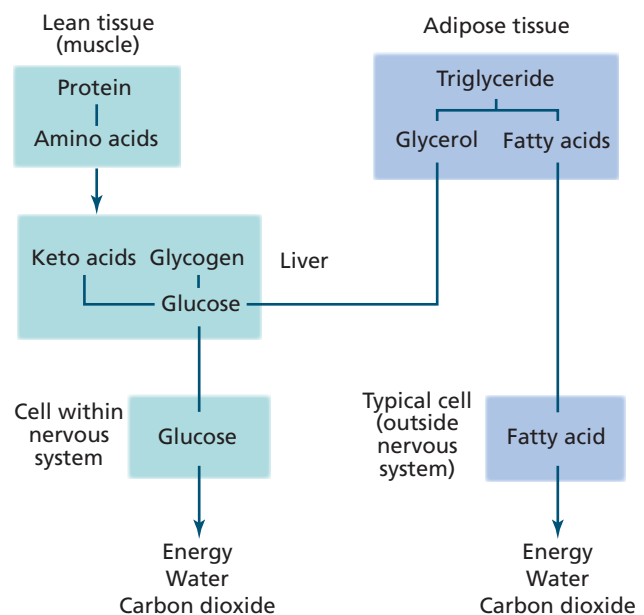 Lean tissue
(muscle)
Adipose tissue
Protein
Amino acids
Triglyceride
Glycerol
Fatty acids
Keto acids
Glycogen
Liver
Glucose
Cell within
nervous
system
Glucose
Typical cell
(outside
nervous
system)
Fatty acid
Energy
Water
Carbon dioxide
Energy
Water
Carbon dioxide